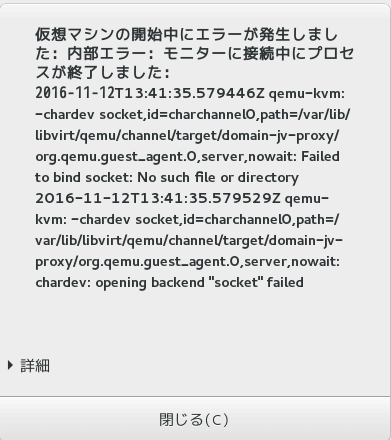 仮想マシンの開始中にエラーが発生しまし
た: 内部エラー: モニターに接続中にプロセ
スが終了しました:
2016-11-12T13:41:35.579446Z qemu-kvm:
-chardev socket,id=charchannel0,path=/var/lib/
libvirt/qemu/channel/target/domain-jv-proxy/
org.qemu.guest_agent.0,server,nowait: Failed
to bind socket: No such file or directory
2016-11-12T13:41:35.579529Z qemu-
kvm: -chardev socket,id=charchannel0,path=/
var/lib/libvirt/qemu/channel/target/domain-jv-
proxy/org.qemu.guest_agent.0,server,nowait:
chardev: opening backend "socket" failed
詳細
閉じる(C)